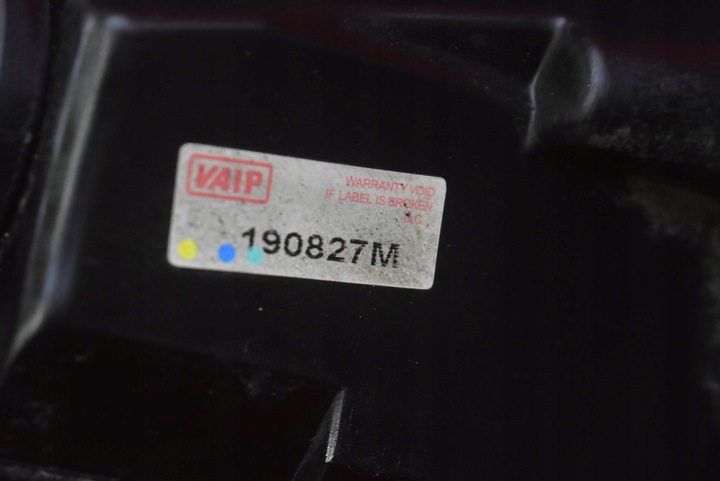 VAIP
WARRANTY VOID
IF LABEL IS BROKEN
Q.C
190827M